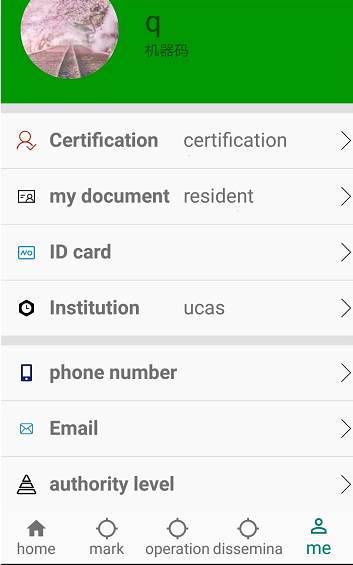 q
机器码
Certification certification
my document resident
ID card
Institution ucas
phone number
Email
authority level
home mark operation dissemina me